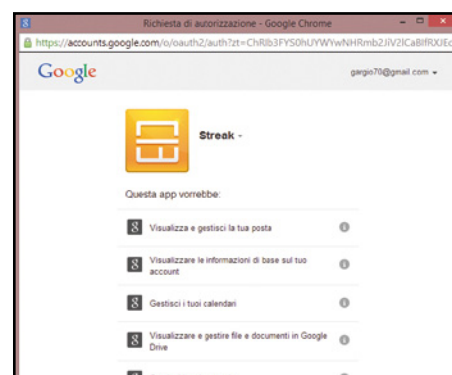 Richiesta di autorizzazione - Google Chrome
https://accounts.google.com/o/oauth2/auth?zt=
Google
gargio70@gmail.com
Streak -
Questa app vorrebbe:
Visualizza e gestisci la tua posta
Visualizzare le informazioni di base sul tuo
account
Gestisci i tuoi calendari
Visualizzare e gestire file e documenti in Google
Drive